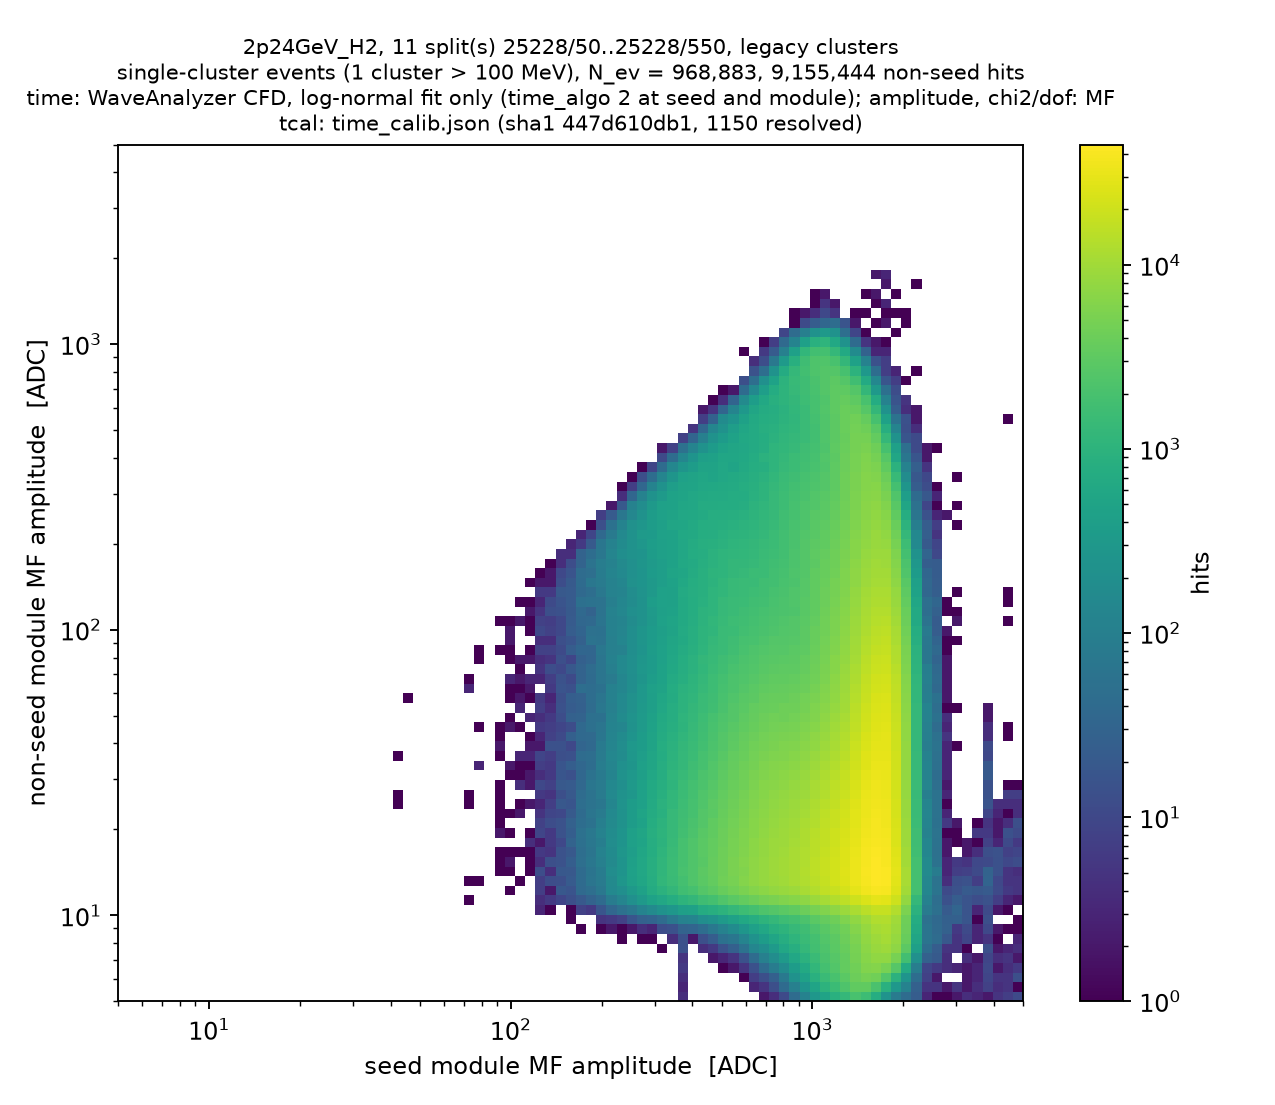 2p24GeV_H2, 11 split(s) 25228/50..25228/550, legacy clusters
single-cluster events (1 cluster > 100 MeV), N_ev = 968,883, 9,155,444 non-seed hits
time: WaveAnalyzer CFD, log-normal fit only (time_algo 2 at seed and module); amplitude, chi2/dof: MF
tcal: time_calib.json (sha1 447d610db1, 1150 resolved)
non-seed module MF amplitude [ADC]
10³
10²
10¹
10¹
10²
10³
seed module MF amplitude [ADC]
10⁴
10³
10²
10¹
10⁰
hits